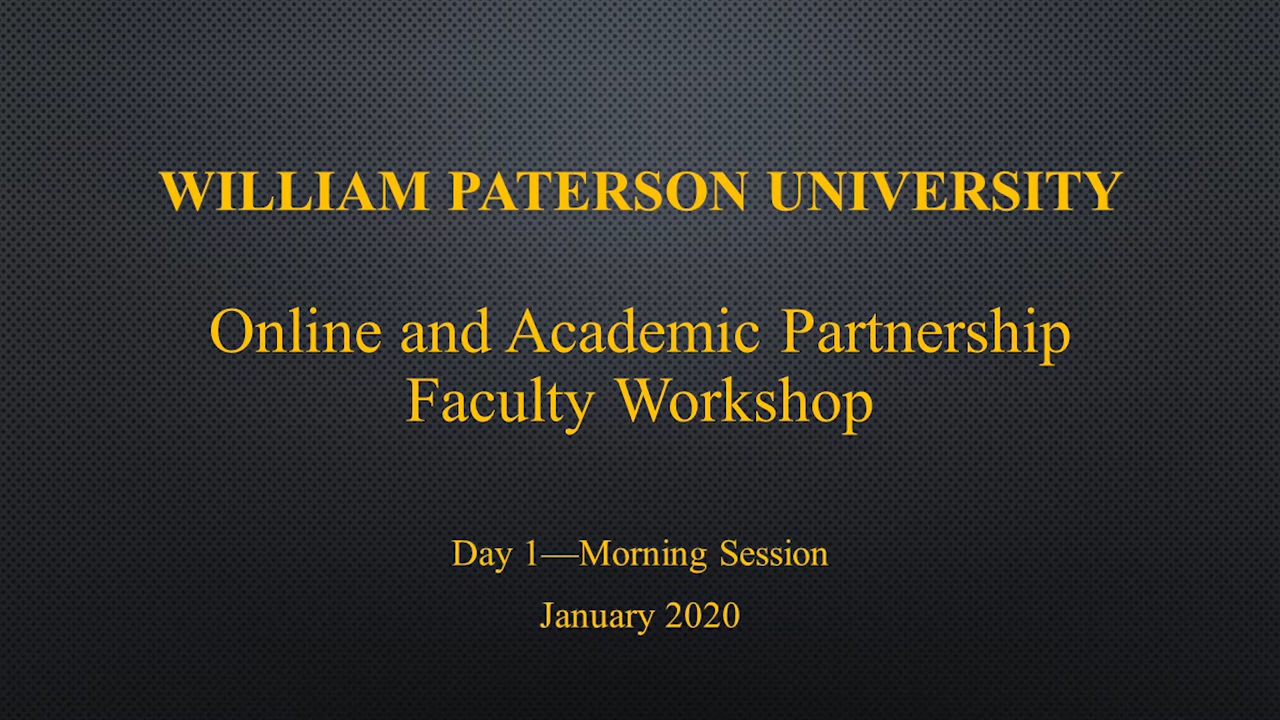 WILLIAM PATERSON UNIVERSITY
Online and Academic Partnership
Faculty Workshop
Day 1—Morning Session
January 2020